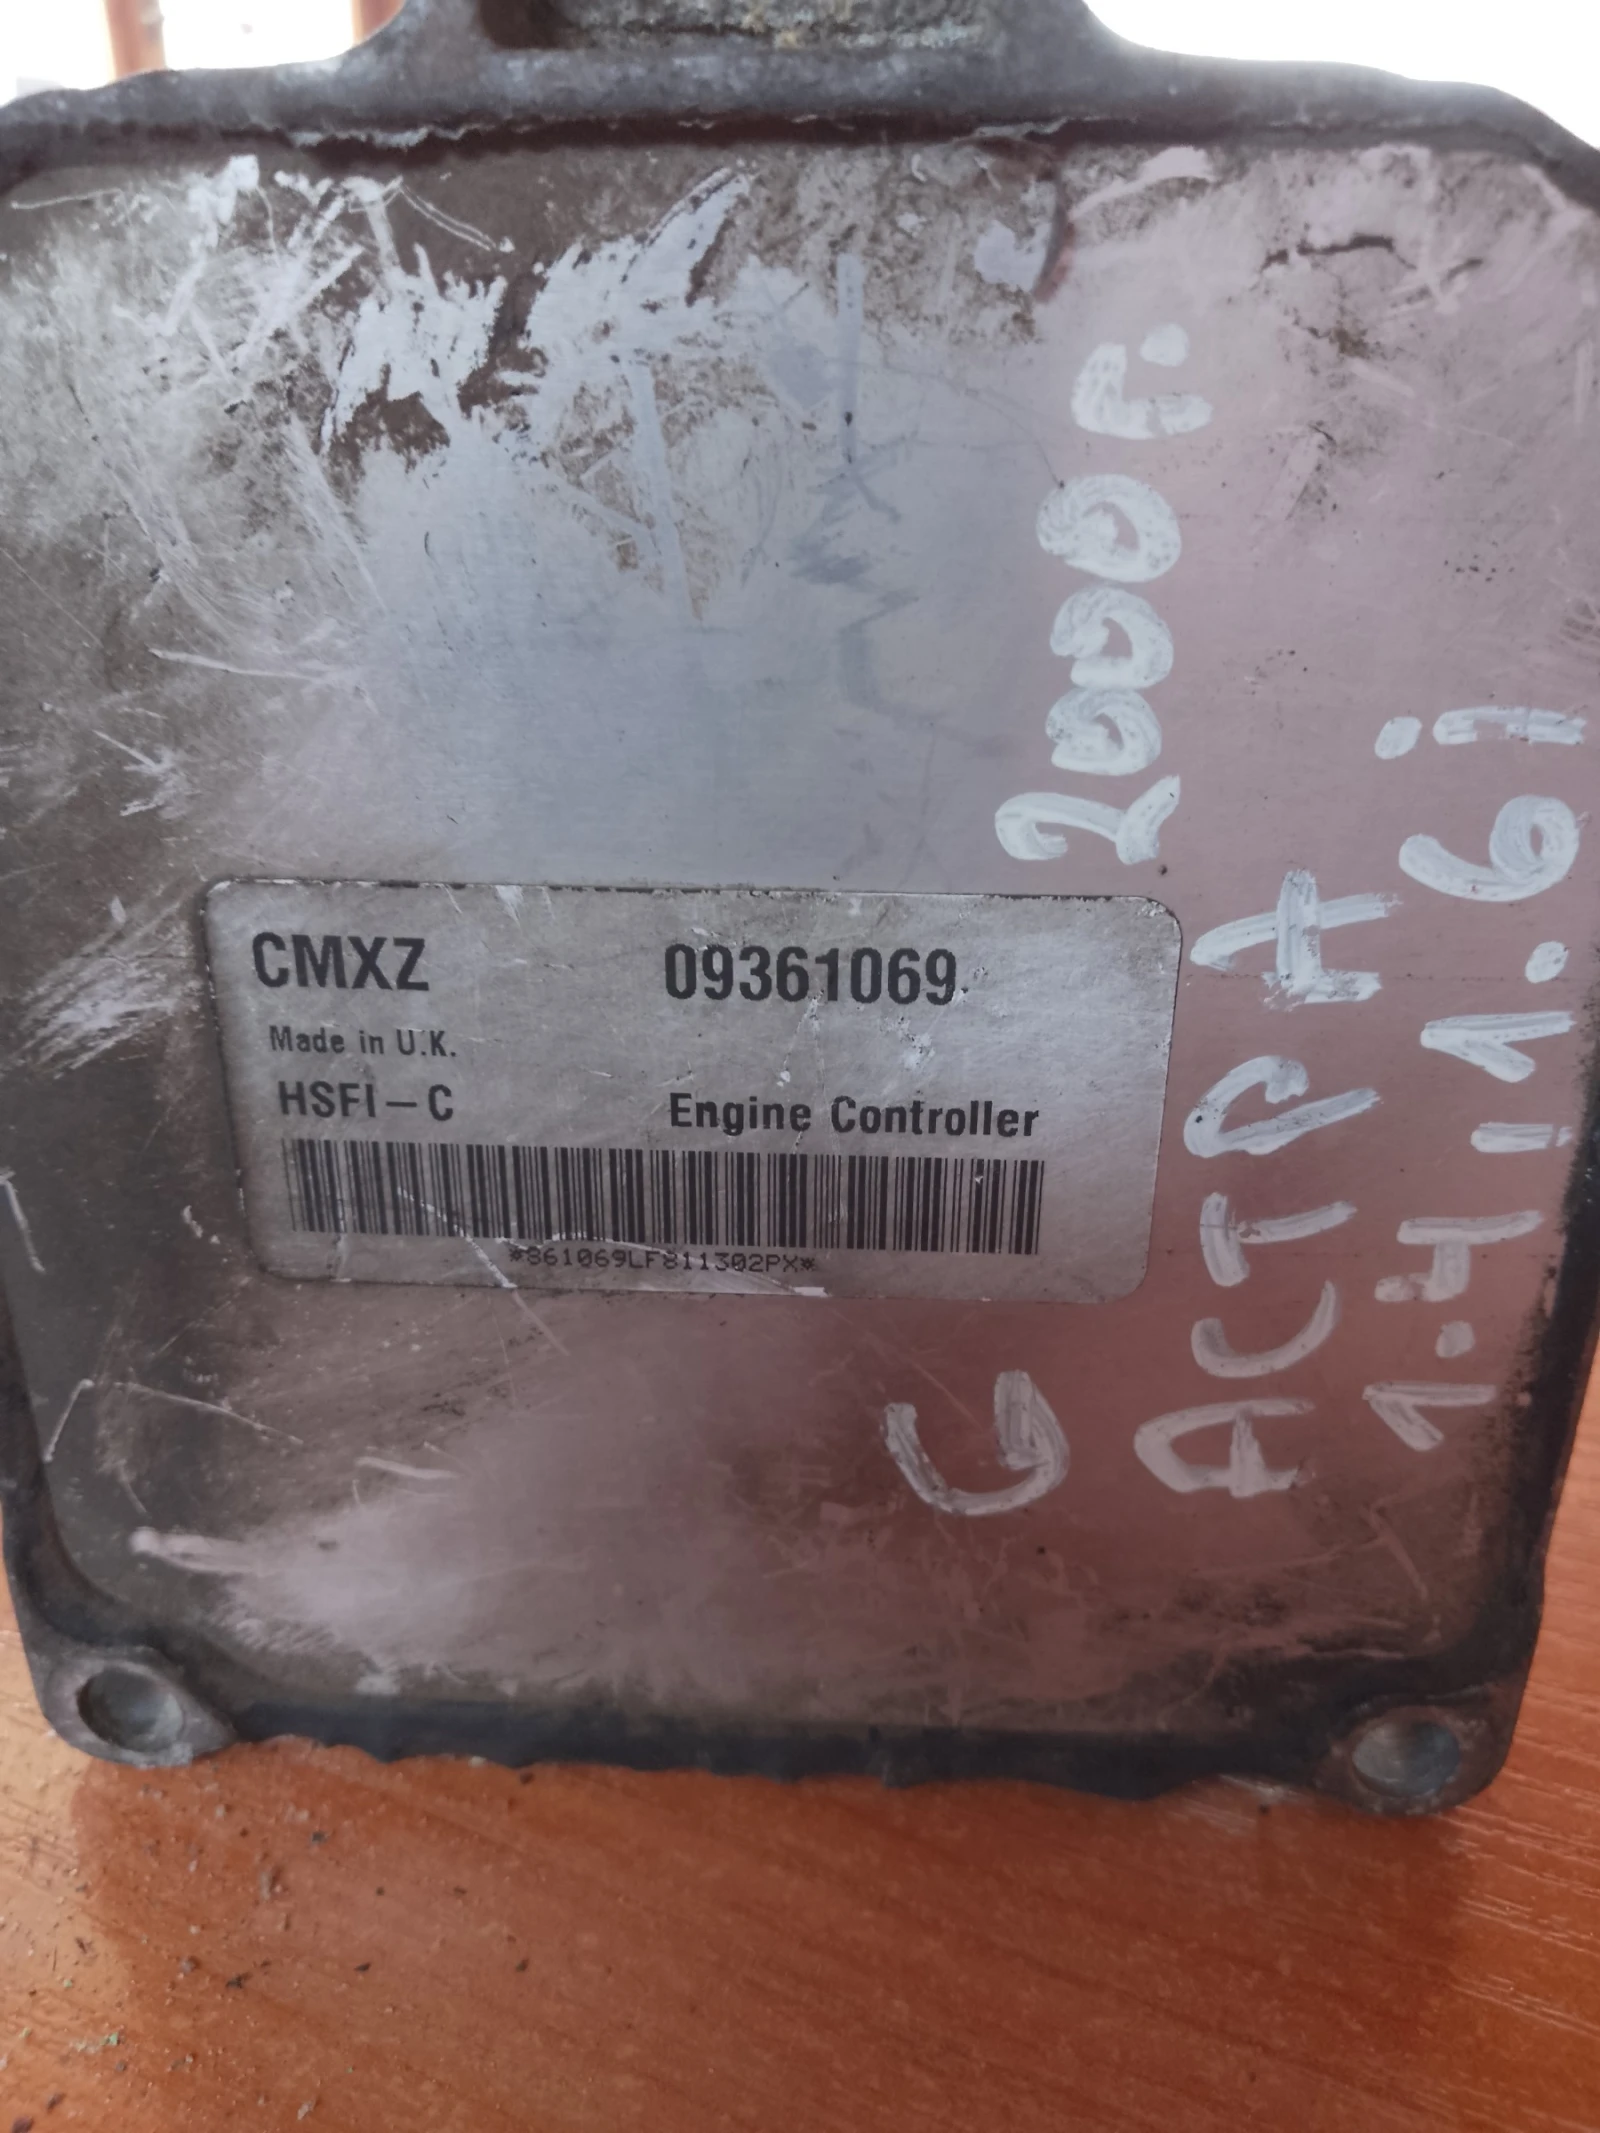 CMXZ 09361069
Made in U.K.
HSFI-C Engine Controller
*861069LF811302PX*
G 2000г.
АСТРА
1.4i 1.6i